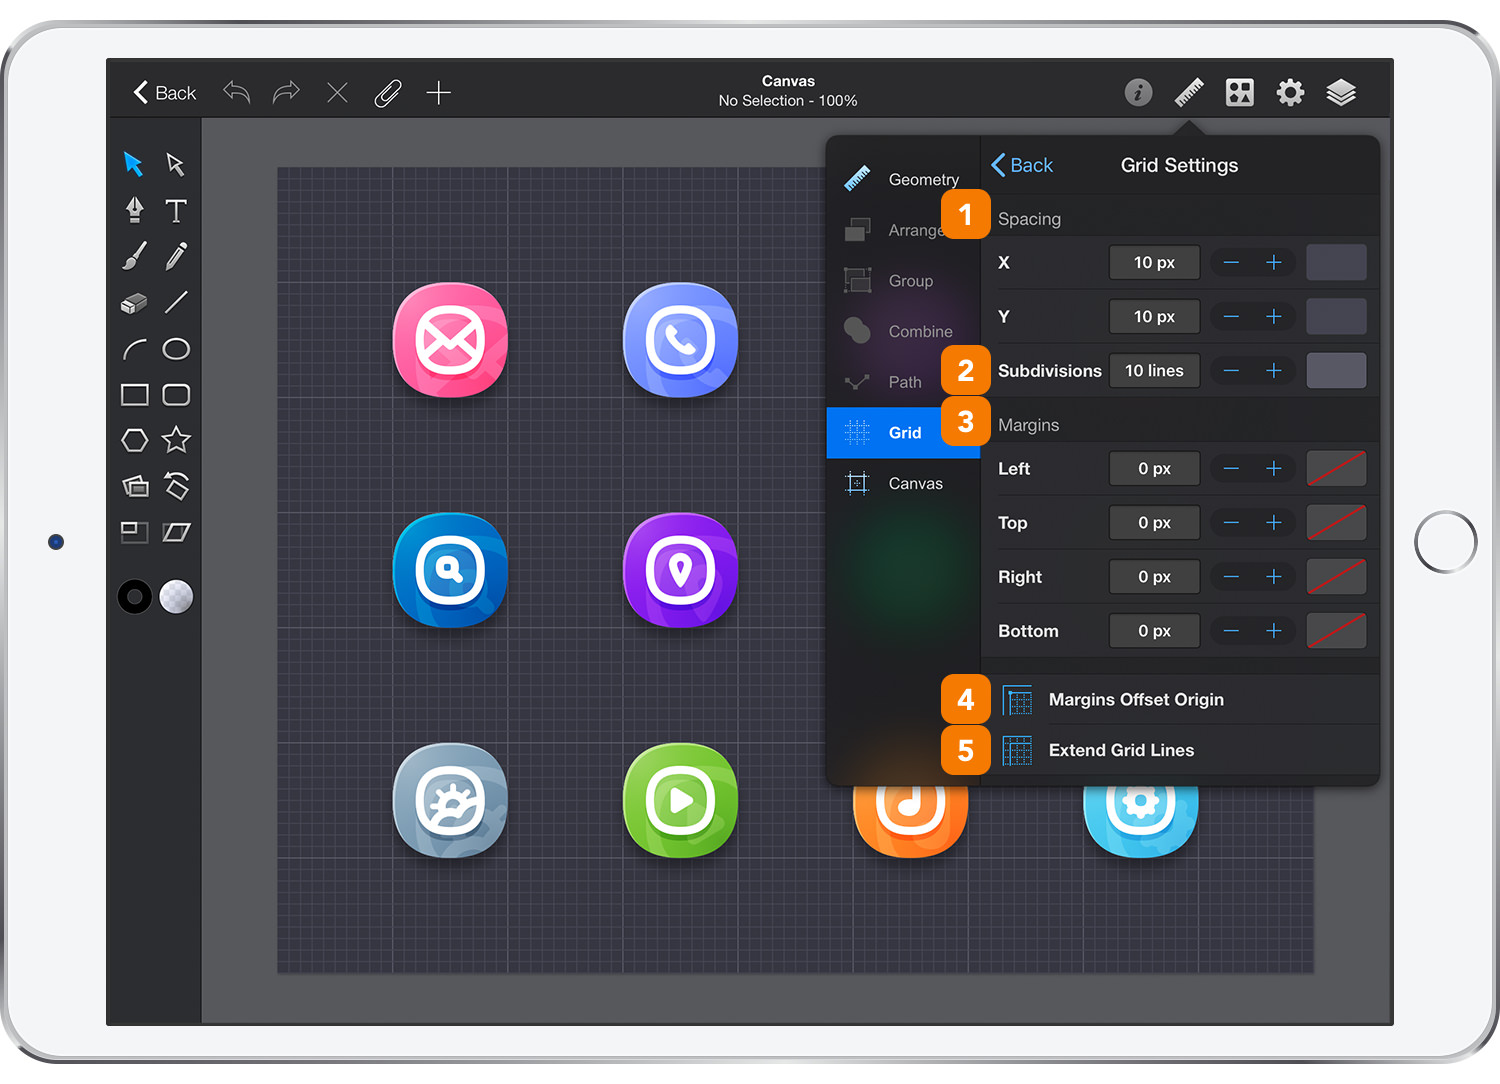 Back
Canvas
No Selection - 100%
Geometry
Arrange
Group
Combine
Path
Grid
Canvas
Back
Grid Settings
1
Spacing
X 10 px
Y 10 px
2
Subdivisions 10 lines
3
Margins
Left 0 px
Top 0 px
Right 0 px
Bottom 0 px
4
Margins Offset Origin
5
Extend Grid Lines